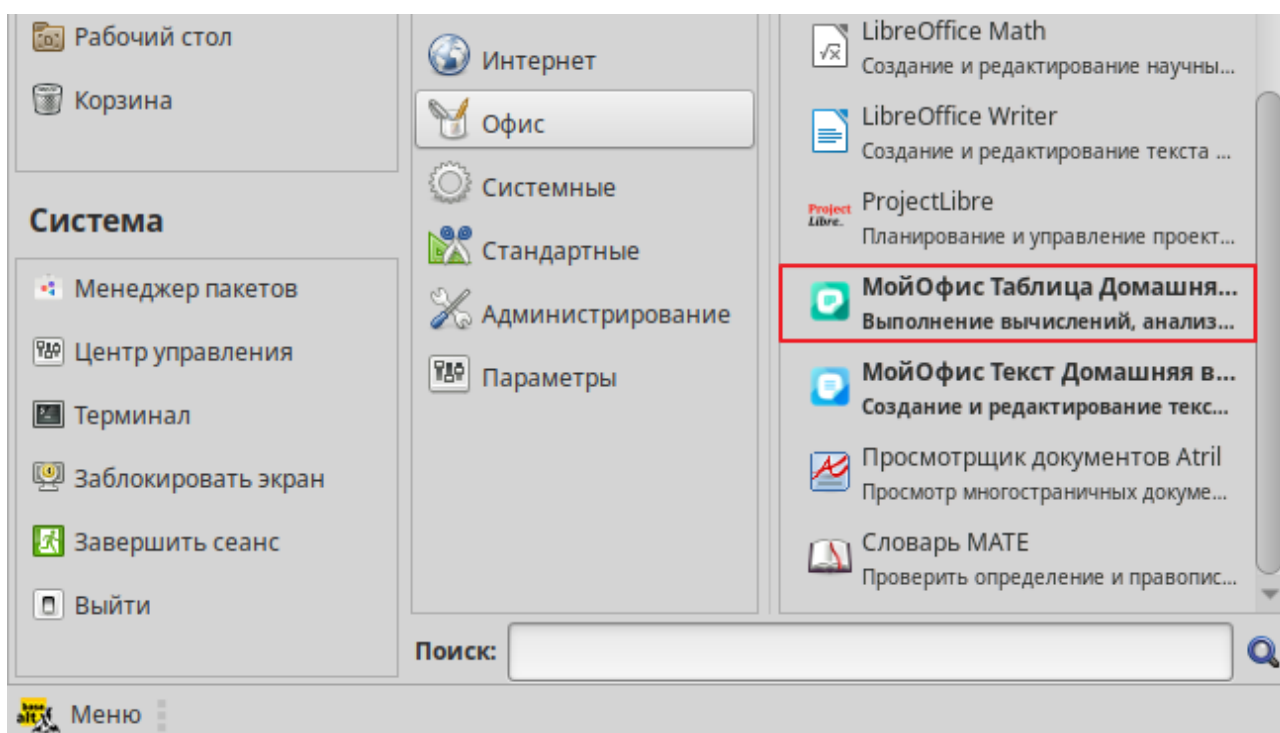 Рабочий стол
Корзина
Система
Менеджер пакетов
Центр управления
Терминал
Заблокировать экран
Завершить сеанс
Выйти
Интернет
Офис
Системные
Стандартные
Администрирование
Параметры
LibreOffice Math
Создание и редактирование научны...
LibreOffice Writer
Создание и редактирование текста ...
Project
Libre
ProjectLibre
Планирование и управление проект...
МойОфис Таблица Домашня...
Выполнение вычислений, анализ...
МойОфис Текст Домашняя в...
Создание и редактирование текс...
Просмотрщик документов Atril
Просмотр многостраничных докуме...
Словарь MATE
Проверить определение и правопис...
Поиск:
base
alt
Меню